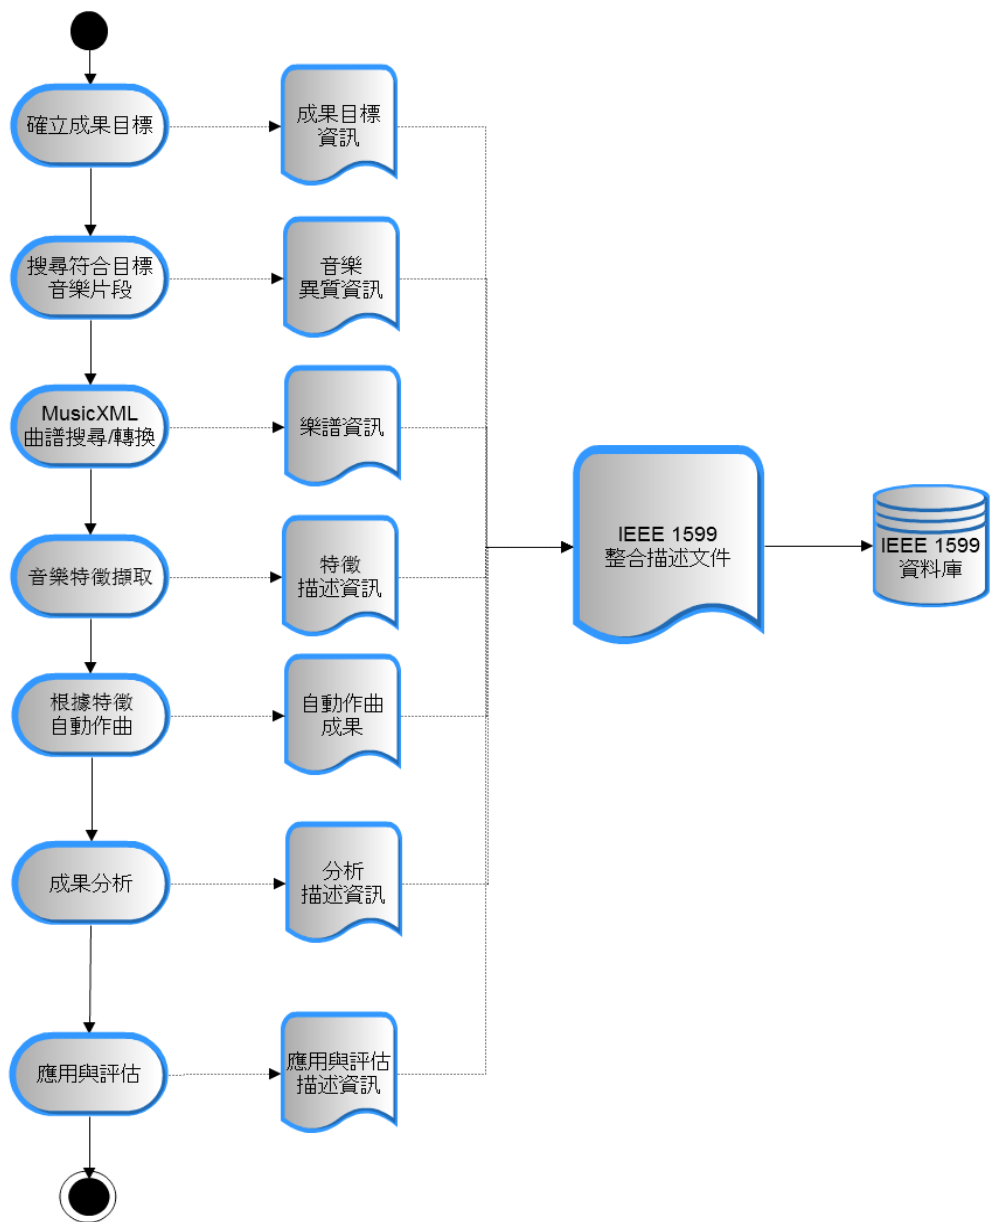 確立成果目標
成果目標
資訊
搜尋符合目標
音樂片段
音樂
異質資訊
MusicXML
曲譜搜尋/轉換
樂譜資訊
IEEE 1599
整合描述文件
IEEE 1599
資料庫
音樂特徵擷取
特徵
描述資訊
根據特徵
自動作曲
自動作曲
成果
成果分析
分析
描述資訊
應用與評估
應用與評估
描述資訊